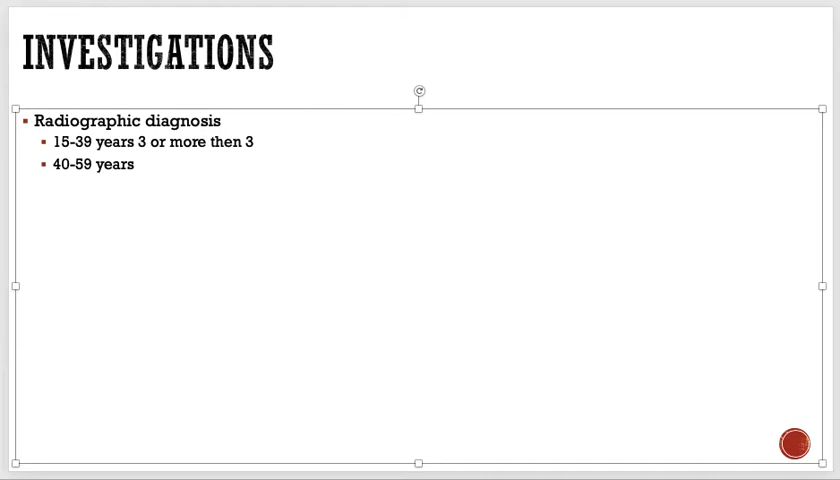 INVESTIGATIONS
Radiographic diagnosis
15-39 years 3 or more then 3
40-59 years